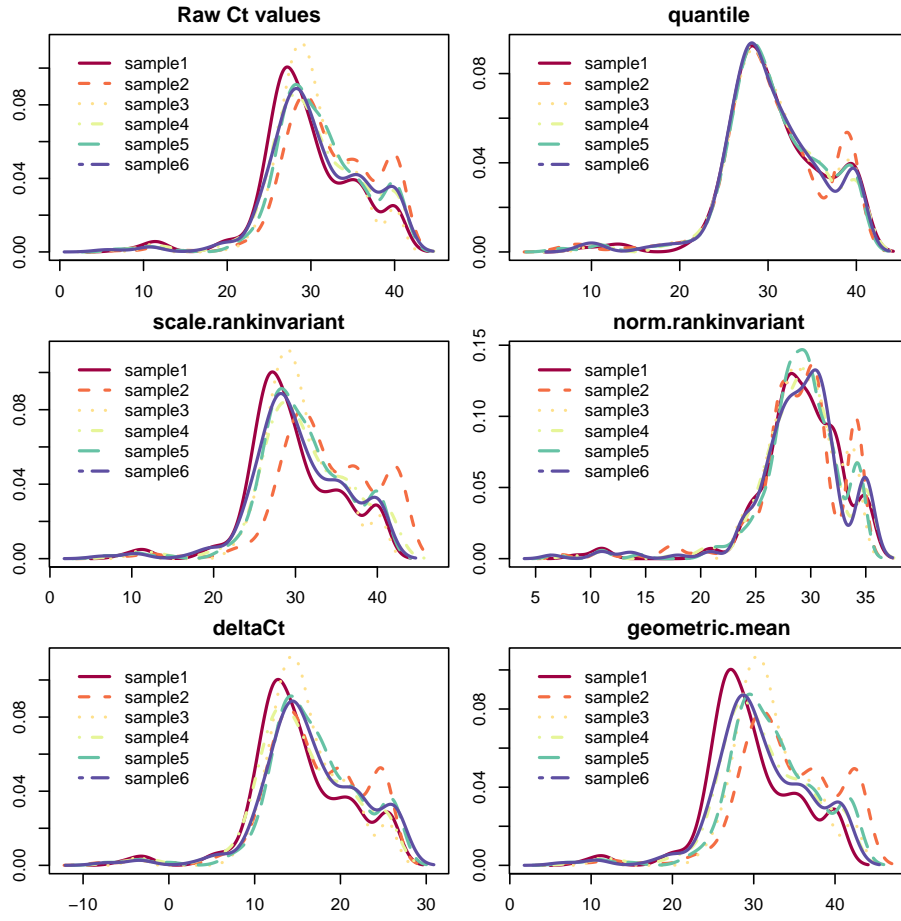 Raw Ct values
sample1
sample2
sample3
sample4
sample5
sample6
0.00
0.04
0.08
0
10
20
30
40
quantile
sample1
sample2
sample3
sample4
sample5
sample6
0.00
0.04
0.08
10
20
30
40
scale.rankinvariant
sample1
sample2
sample3
sample4
sample5
sample6
0.00
0.04
0.08
10
20
30
40
norm.rankinvariant
sample1
sample2
sample3
sample4
sample5
sample6
0.00
0.05
0.10
0.15
5
10
15
20
25
30
35
deltaCt
sample1
sample2
sample3
sample4
sample5
sample6
0.00
0.04
0.08
−10
0
10
20
30
geometric.mean
sample1
sample2
sample3
sample4
sample5
sample6
0.00
0.04
0.08
0
10
20
30
40